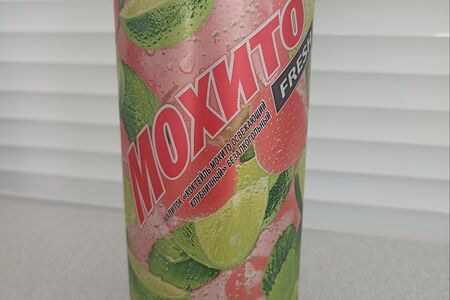 МОХИТО
FRESH
НАПИТОК «КОКТЕЙЛЬ МОХИТО ОСВЕЖАЮЩИЙ
КЛУБНИЧНЫЙ» БЕЗАЛКОГОЛЬНЫЙ